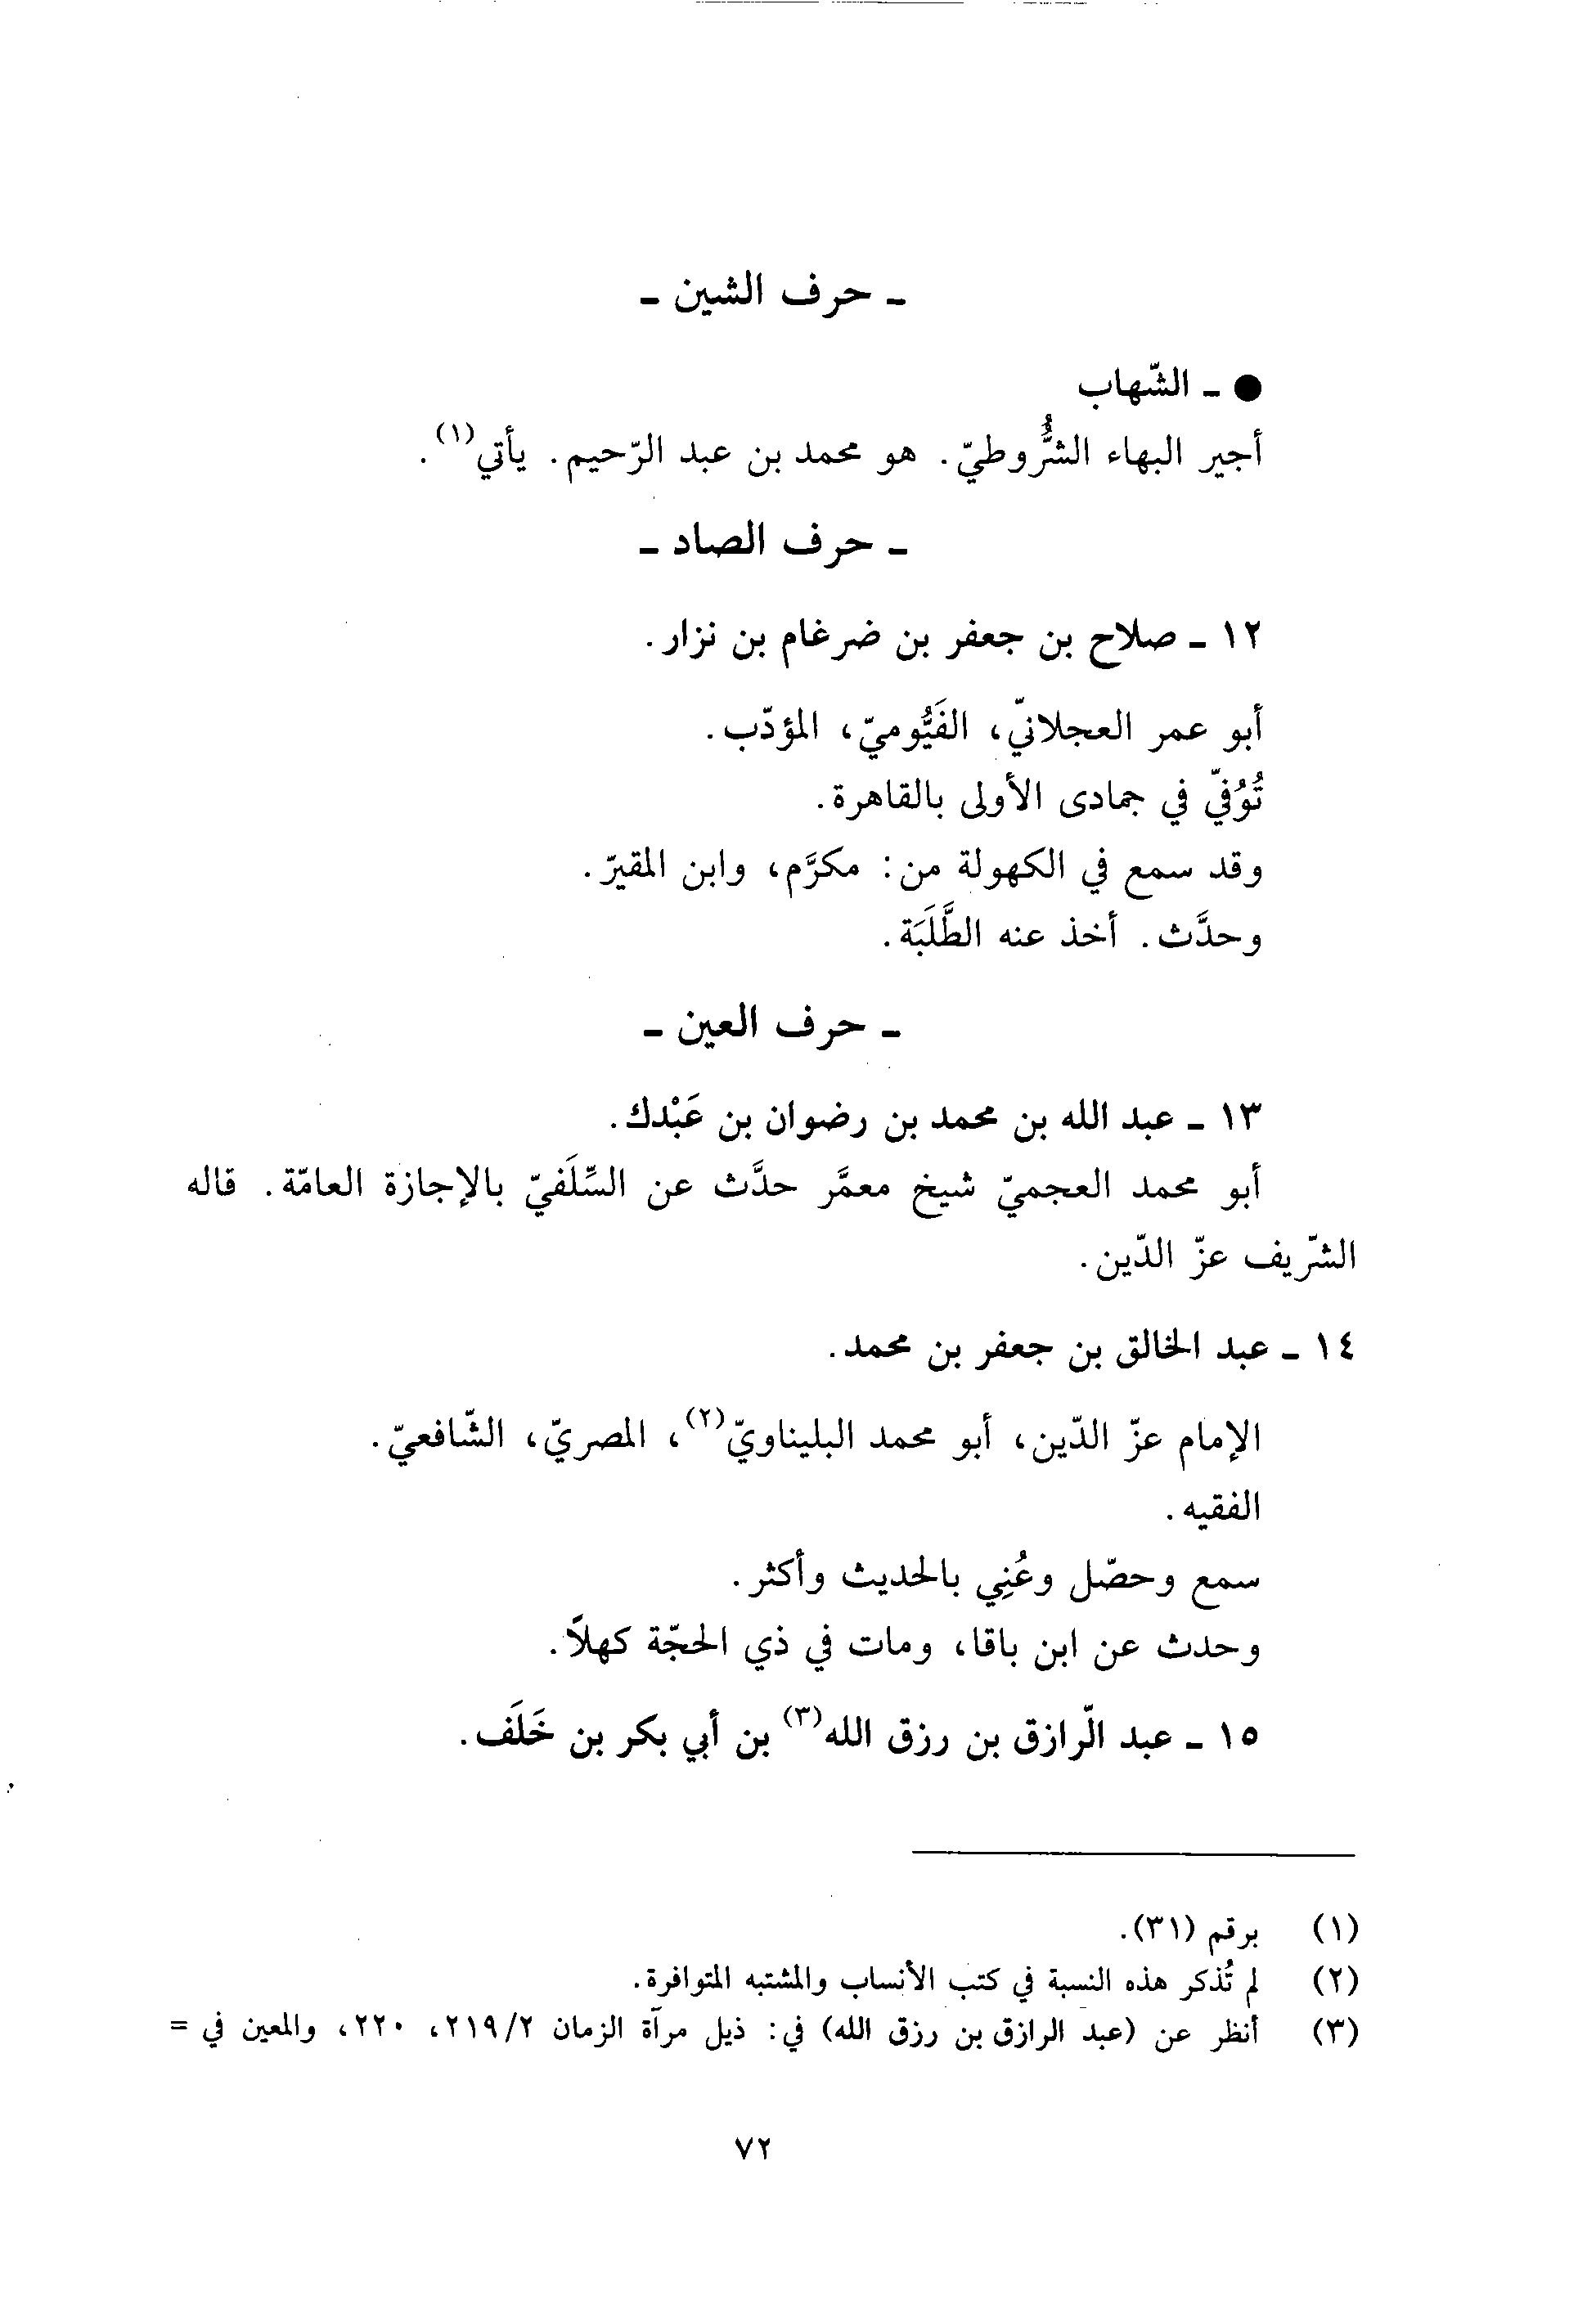 ـ حرف الشين ـ
● ـ الشّهاب
أجير البهاء الشُّروطيّ. هو محمد بن عبد الرّحيم. يأتي(١).
ـ حرف الصاد ـ
١٢ ـ صلاح بن جعفر بن ضرغام بن نزار.
أبو عمر العجلانيّ، الفَيُّوميّ، المؤدّب.
تُوُفيّ في جمادى الأولى بالقاهرة.
وقد سمع في الكهولة من: مكرَّم، وابن المقيرّ.
وحدَّث. أخذ عنه الطَّلَبَة.
ـ حرف العين ـ
١٣ ـ عبد الله بن محمد بن رضوان بن عَبْدك.
أبو محمد العجميّ شيخ معمَّر حدَّث عن السِّلَفيّ بالإجازة العامّة. قاله
الشرّيف عزّ الدّين.
١٤ ـ عبد الخالق بن جعفر بن محمد.
الإمام عزّ الدّين، أبو محمد البليناويّ(٢)، المصريّ، الشّافعيّ.
الفقيه.
سمع وحصّل وعُنِي بالحديث وأكثر.
وحدث عن ابن باقا، ومات في ذي الحجّة كهلاً.
١٥ ـ عبد الّرازق بن رزق الله(٣) بن أبي بكر بن خَلَف.
(١) برقم (٣١).
(٢) لم تُذكر هذه النسبة في كتب الأنساب والمشتبه المتوافرة.
(٣) أنظر عن (عبد الرازق بن رزق الله) في: ذيل مرآة الزمان ٢/٢١٩، ٢٢٠، والمعين في =
٧٢